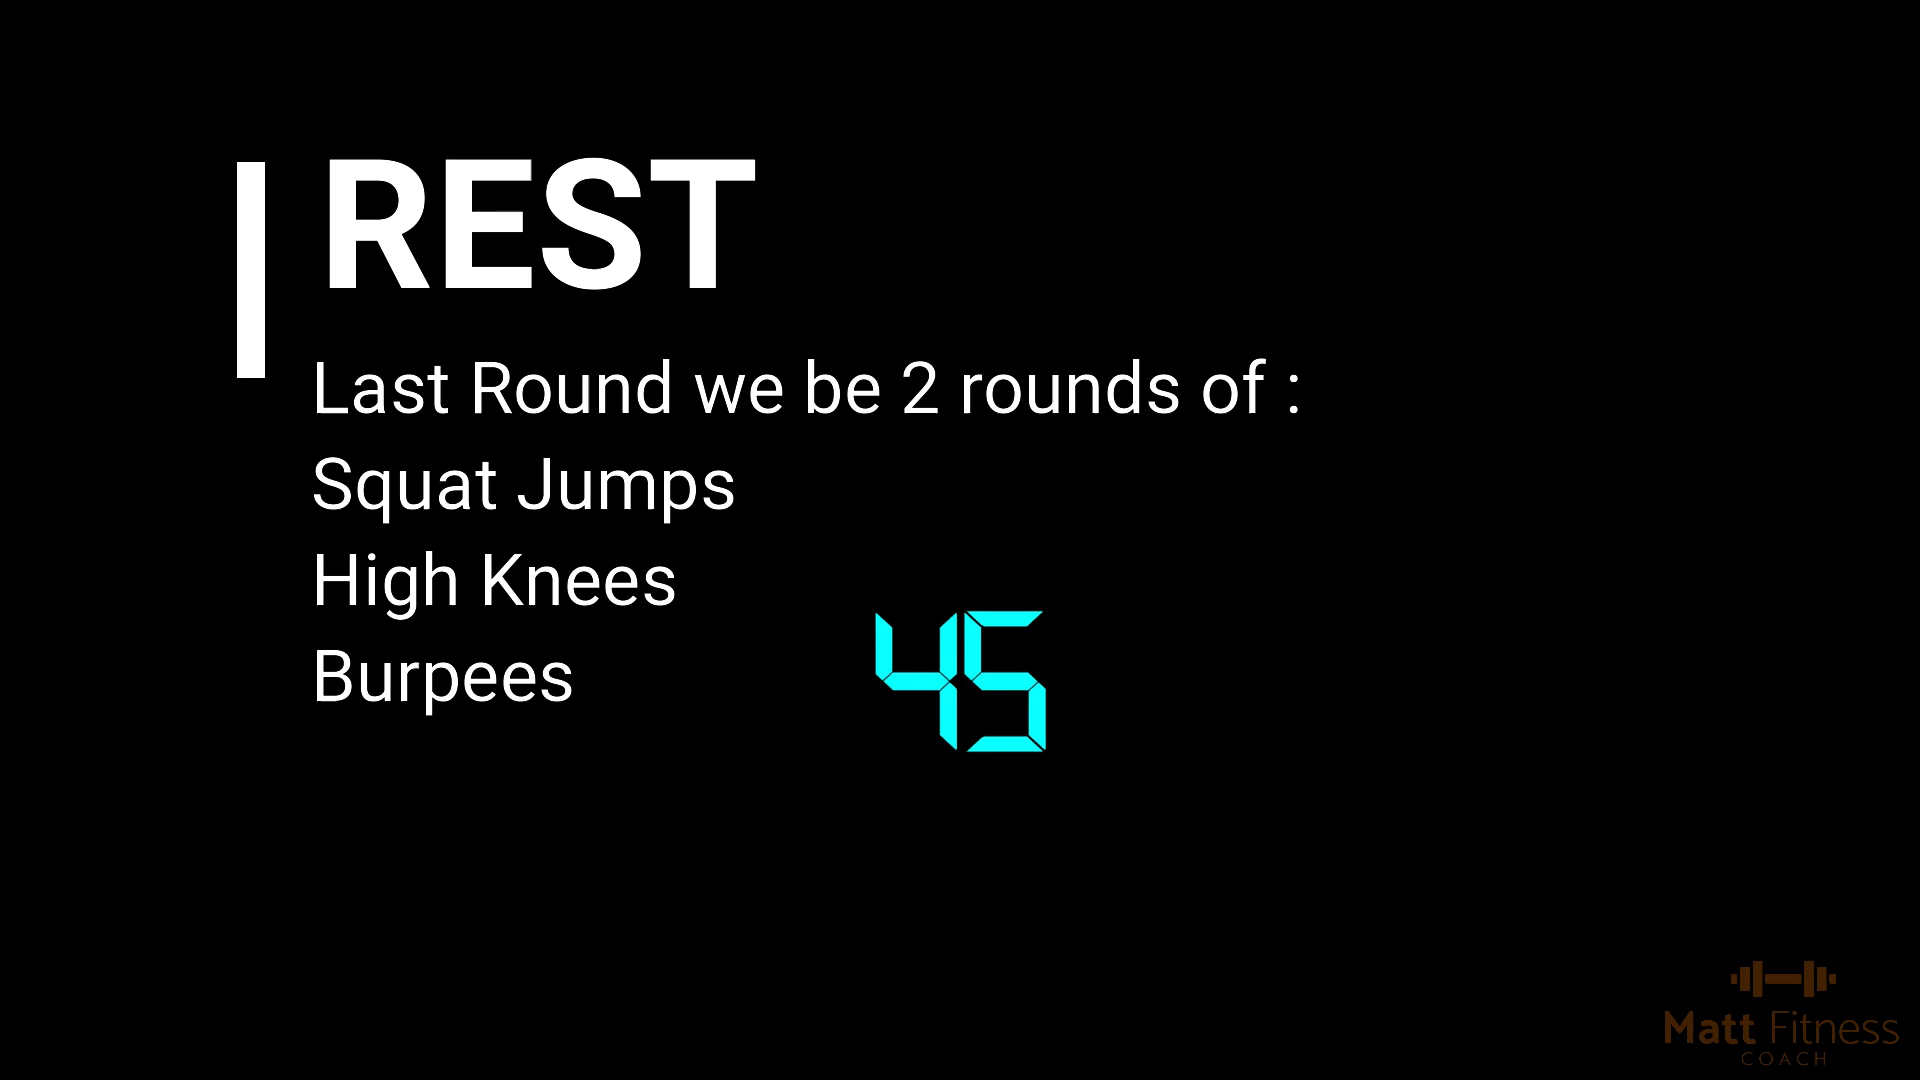 REST
Last Round we be 2 rounds of :
Squat Jumps
High Knees
Burpees
45
Matt Fitness
COACH